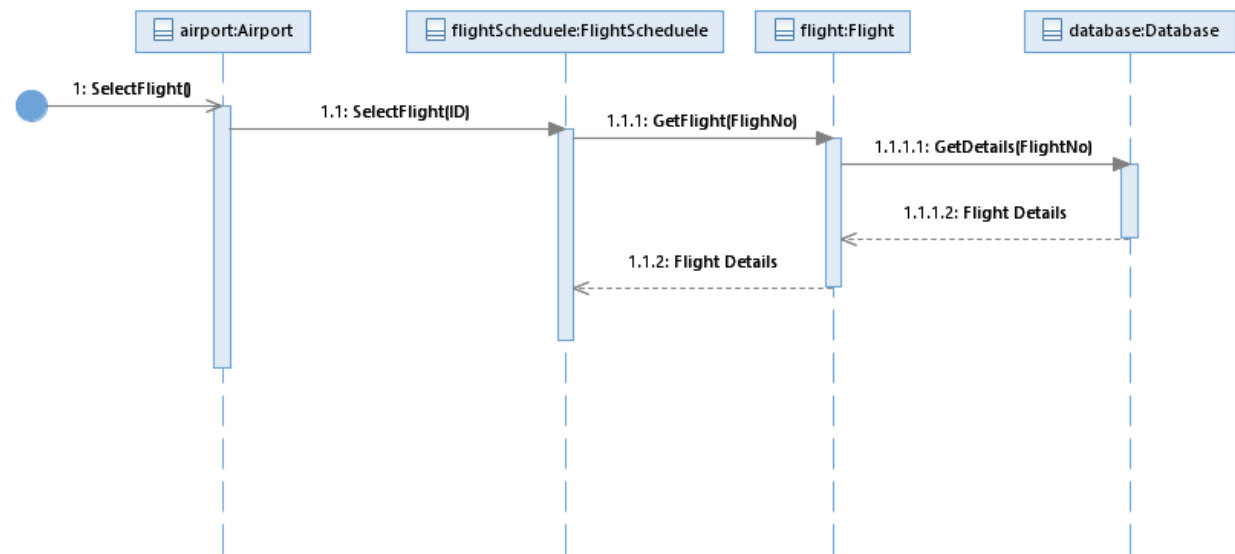 airport:Airport
flightScheduele:FlightScheduele
flight:Flight
database:Database
1: SelectFlight()
1.1: SelectFlight(ID)
1.1.1: GetFlight(FlighNo)
1.1.1.1: GetDetails(FlightNo)
1.1.1.2: Flight Details
1.1.2: Flight Details